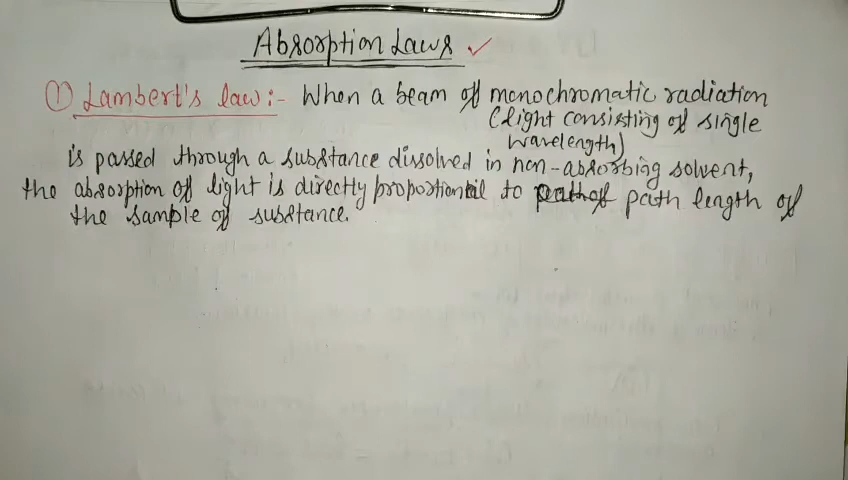 Absorption Laws ✓
① Lambert's law:- When a beam of monochromatic radiation
(light consisting of single
wavelength)
is passed through a substance dissolved in non-absorbing solvent,
the absorption of light is directly proportional to path length of
the sample of substance.